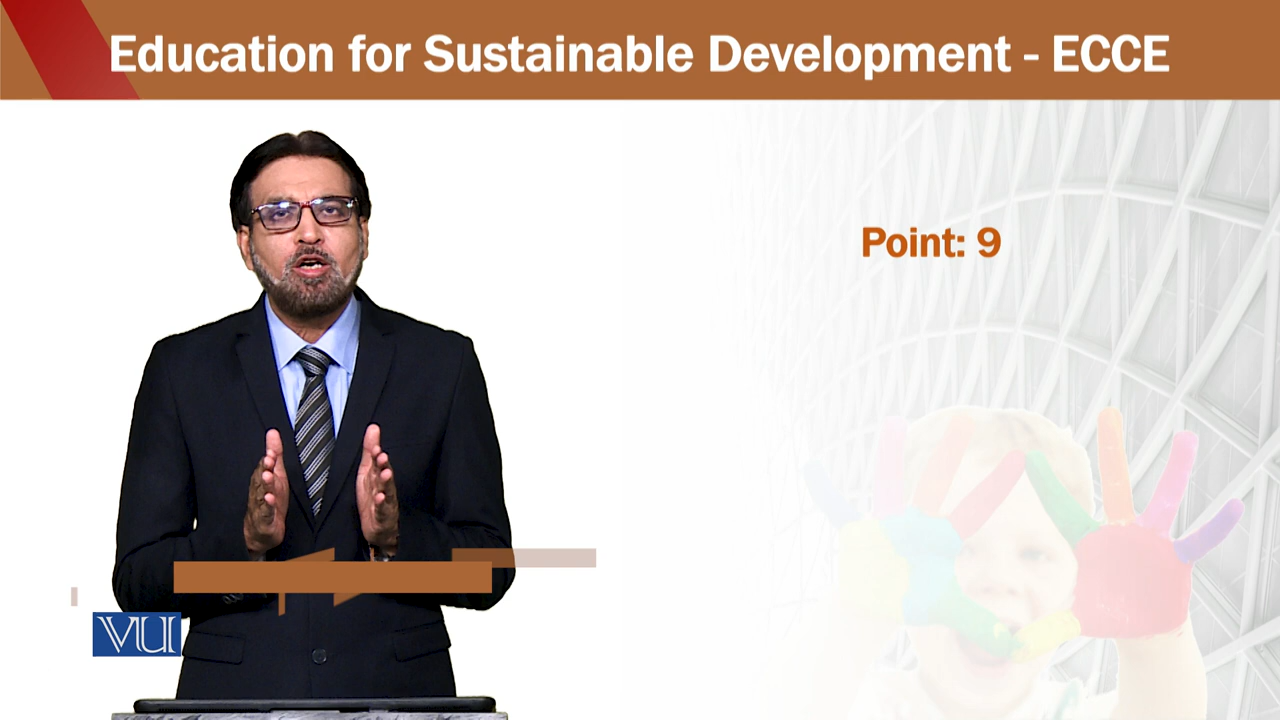 Education for Sustainable Development - ECCE
Point: 9
VU